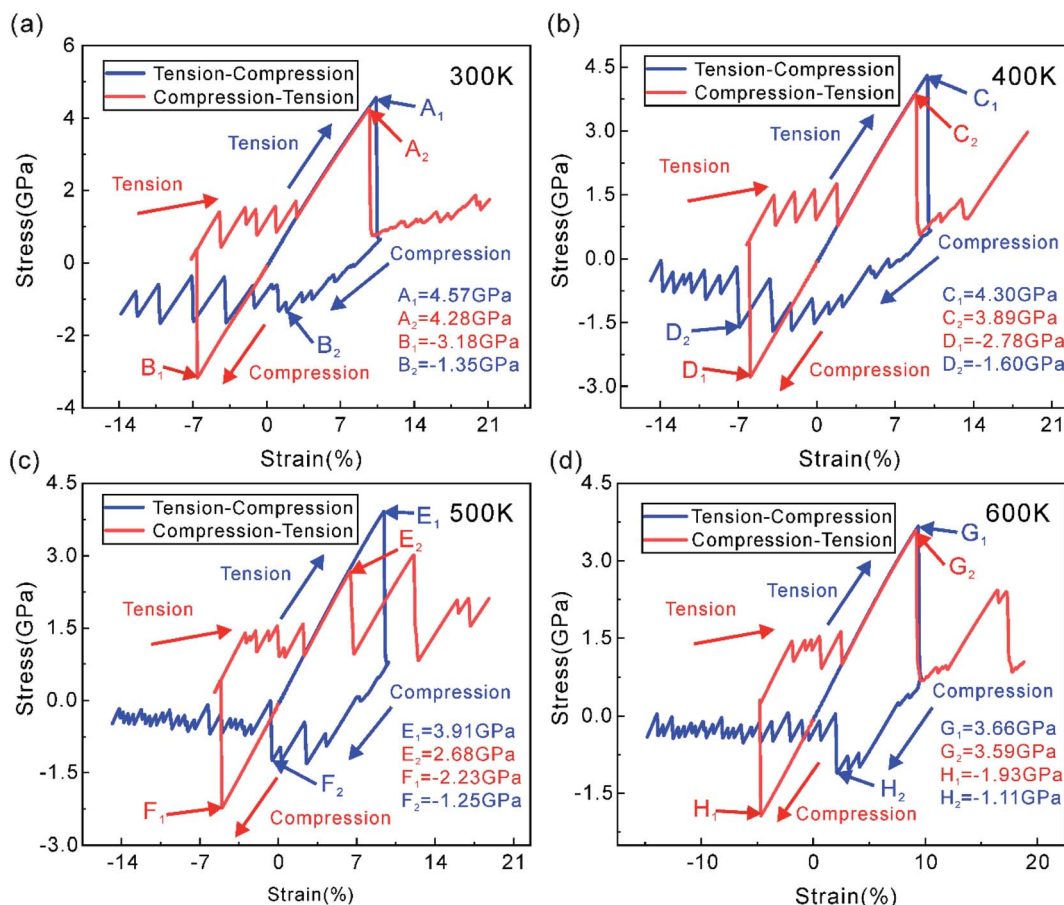 (a)
6
4
2
0
-2
-4
Stress(GPa)
Tension-Compression
Compression-Tension
300K
A₁
A₂
Tension
Tension
Compression
A₁=4.57GPa
A₂=4.28GPa
B₁=-3.18GPa
B₂=-1.35GPa
B₂
B₁
Compression
-14 -7 0 7 14 21
Strain(%)
(b)
4.5
3.0
1.5
0.0
-1.5
-3.0
Stress(GPa)
Tension-Compression
Compression-Tension
400K
C₁
C₂
Tension
Tension
Compression
C₁=4.30GPa
C₂=3.89GPa
D₁=-2.78GPa
D₂=-1.60GPa
D₂
D₁
Compression
-14 -7 0 7 14 21
Strain(%)
(c)
4.5
3.0
1.5
0.0
-1.5
-3.0
Stress(GPa)
Tension-Compression
Compression-Tension
500K
E₁
E₂
Tension
Tension
Compression
E₁=3.91GPa
E₂=2.68GPa
F₁=-2.23GPa
F₂=-1.25GPa
F₂
F₁
Compression
-14 -7 0 7 14 21
Strain(%)
(d)
4.5
3.0
1.5
0.0
-1.5
Stress(GPa)
Tension-Compression
Compression-Tension
600K
G₁
G₂
Tension
Tension
Compression
G₁=3.66GPa
G₂=3.59GPa
H₁=-1.93GPa
H₂=-1.11GPa
H₂
H₁
Compression
-10 0 10 20
Strain(%)